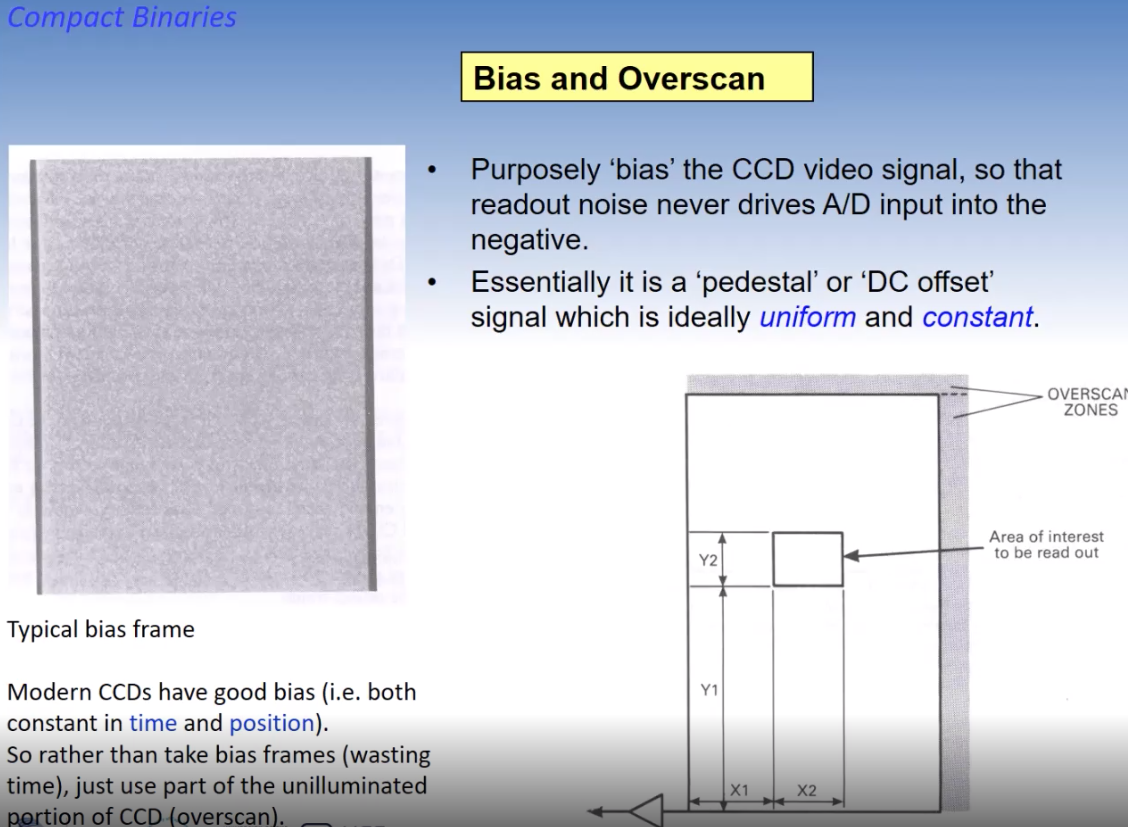 Compact Binaries
Bias and Overscan
• Purposely ‘bias’ the CCD video signal, so that
readout noise never drives A/D input into the
negative.
• Essentially it is a ‘pedestal’ or ‘DC offset’
signal which is ideally uniform and constant.
OVERSCAN
ZONES
Area of interest
to be read out
Y2
Y1
X1
X2
Typical bias frame
Modern CCDs have good bias (i.e. both
constant in time and position).
So rather than take bias frames (wasting
time), just use part of the unilluminated
portion of CCD (overscan).